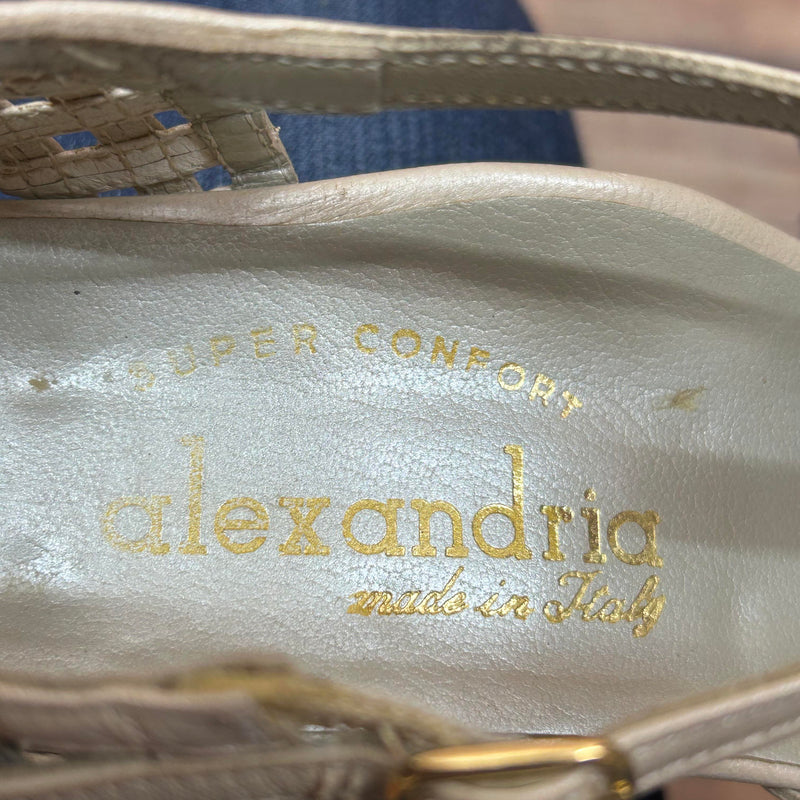 SUPER CONFORT
alexandria
made in Italy